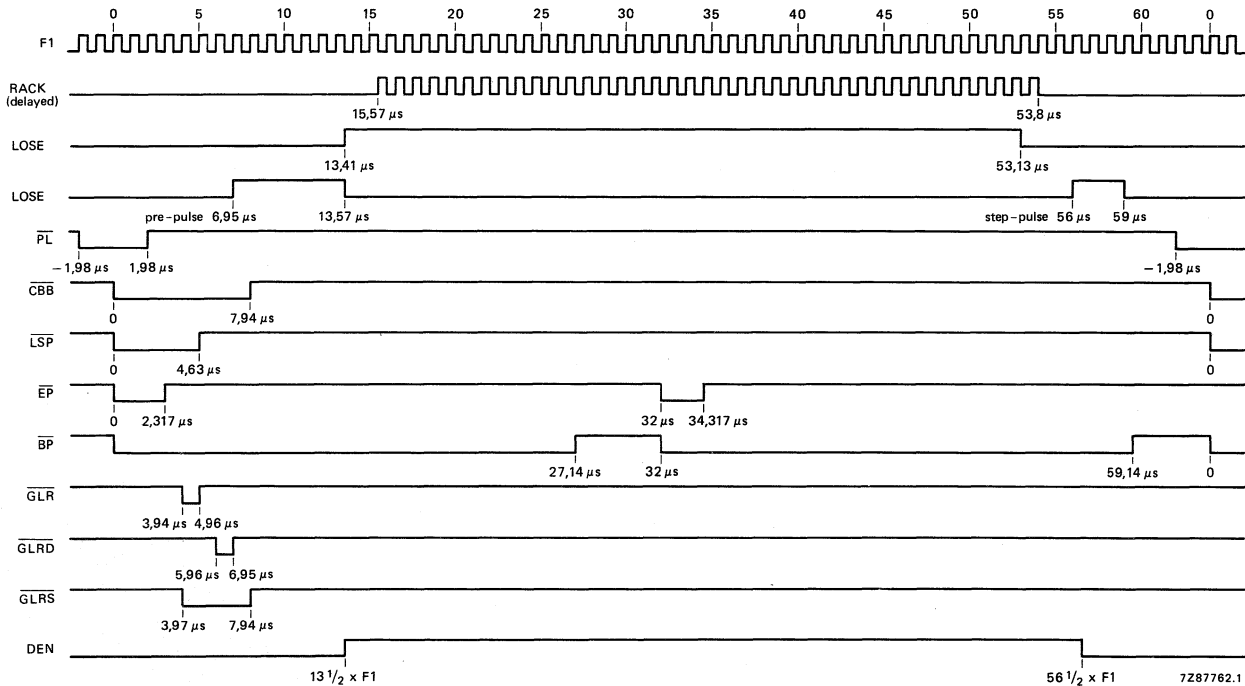 0 5 10 15 20 25 30 35 40 45 50 55 60 0
F1
RACK
(delayed)
15,57 μs 53,8 μs
LOSE
13,41 μs 53,13 μs
LOSE
pre-pulse 6,95 μs 13,57 μs step-pulse 56 μs 59 μs
PL
−1,98 μs 1,98 μs −1,98 μs
CBB
0 7,94 μs 0
LSP
0 4,63 μs 0
EP
0 2,317 μs 32 μs 34,317 μs
BP
27,14 μs 32 μs 59,14 μs 0
GLR
3,94 μs 4,96 μs
GLRD
5,96 μs 6,95 μs
GLRS
3,97 μs 7,94 μs
DEN
13 1/2 x F1 56 1/2 x F1 7Z87762.1